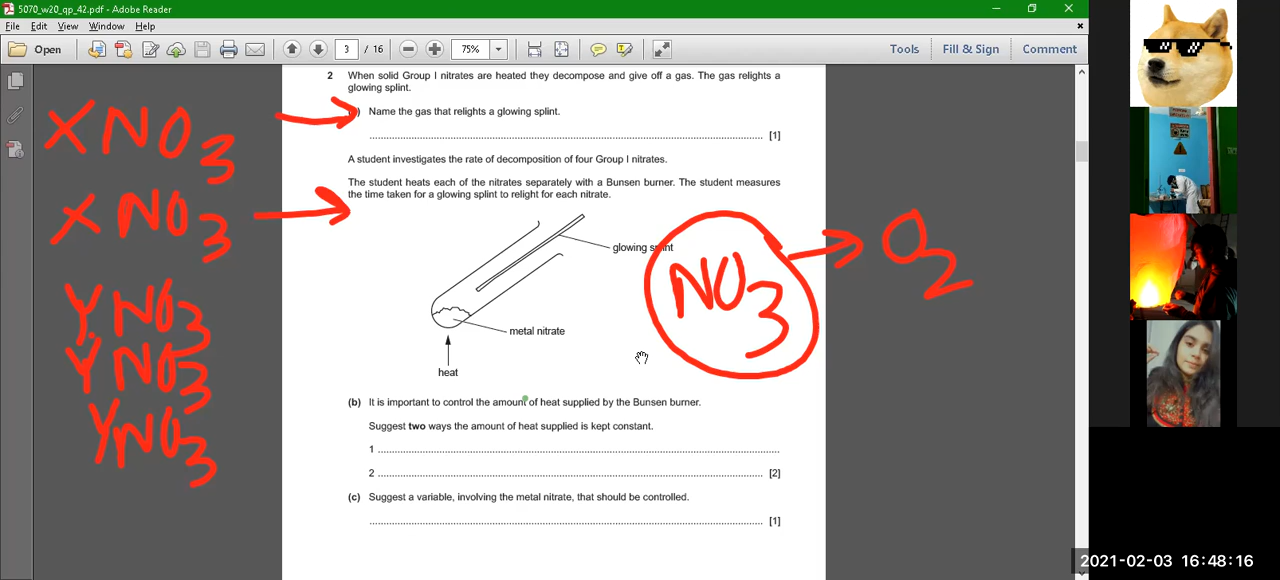 5070_w20_qp_42.pdf - Adobe Reader
File Edit View Window Help
Open 3 / 16 75% Tools Fill & Sign Comment
2 When solid Group I nitrates are heated they decompose and give off a gas. The gas relights a
glowing splint.
) Name the gas that relights a glowing splint.
[1]
A student investigates the rate of decomposition of four Group I nitrates.
The student heats each of the nitrates separately with a Bunsen burner. The student measures
the time taken for a glowing splint to relight for each nitrate.
glowing splint
metal nitrate
heat
(b) It is important to control the amount of heat supplied by the Bunsen burner.
Suggest two ways the amount of heat supplied is kept constant.
1
2 [2]
(c) Suggest a variable, involving the metal nitrate, that should be controlled.
[1]
XNO3
XNO3
YNO3
YNO3
YNO3
NO3
O2
2021-02-03 16:48:16